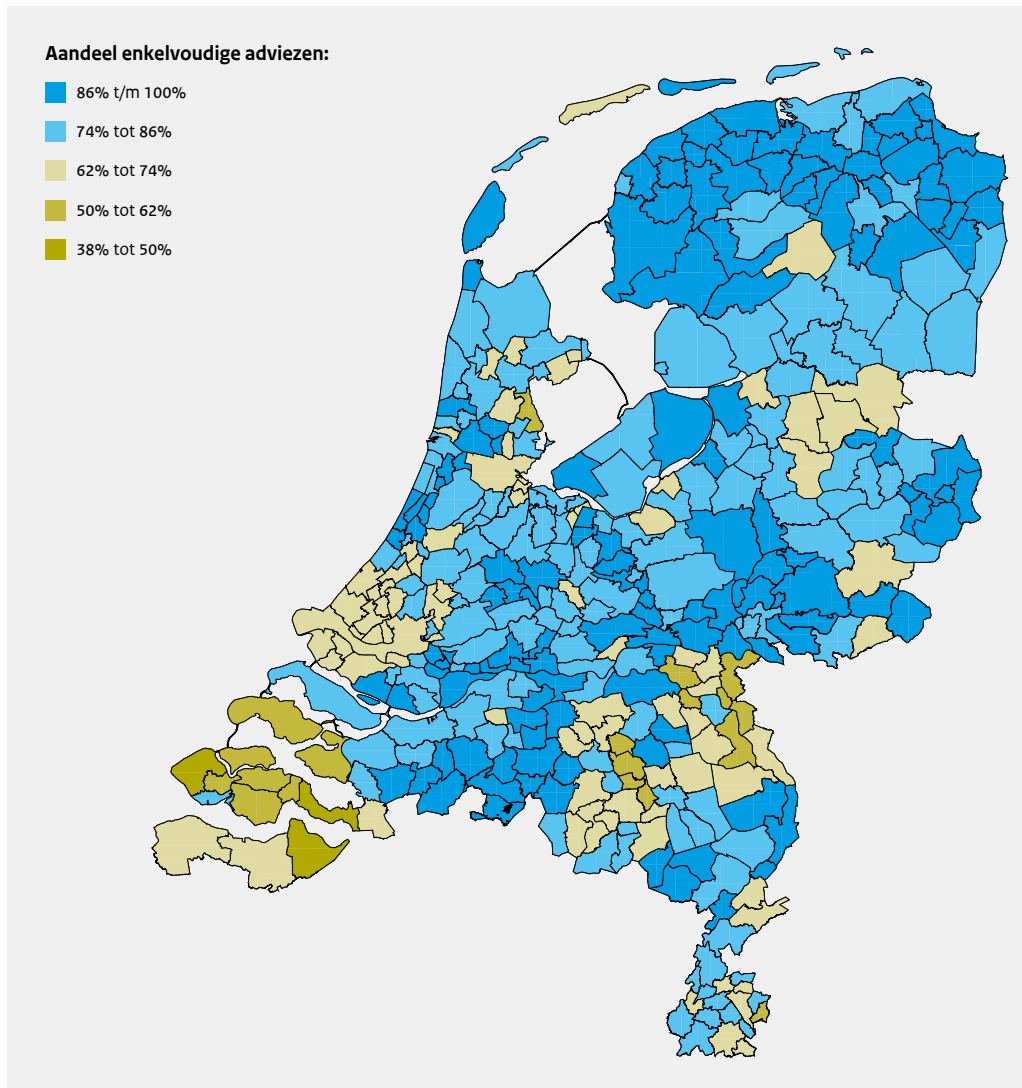 Aandeel enkelvoudige adviezen:
86% t/m 100%
74% tot 86%
62% tot 74%
50% tot 62%
38% tot 50%